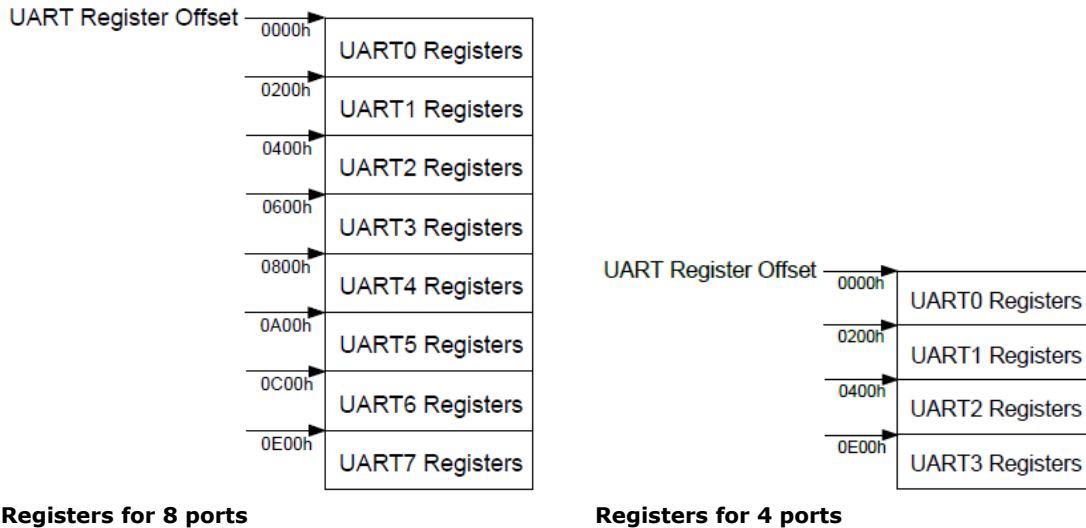 UART Register Offset
0000h
UART0 Registers
0200h
UART1 Registers
0400h
UART2 Registers
0600h
UART3 Registers
0800h
UART4 Registers
0A00h
UART5 Registers
0C00h
UART6 Registers
0E00h
UART7 Registers
Registers for 8 ports
UART Register Offset
0000h
UART0 Registers
0200h
UART1 Registers
0400h
UART2 Registers
0E00h
UART3 Registers
Registers for 4 ports